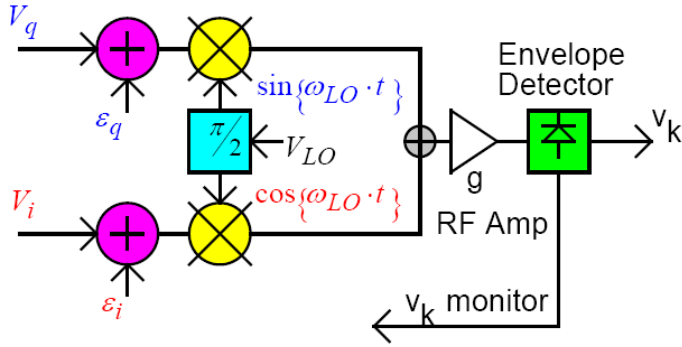 V_q
ε_q
sin{ω_LO · t}
π/2
V_LO
V_i
ε_i
cos{ω_LO · t}
g
RF Amp
Envelope
Detector
v_k
v_k monitor